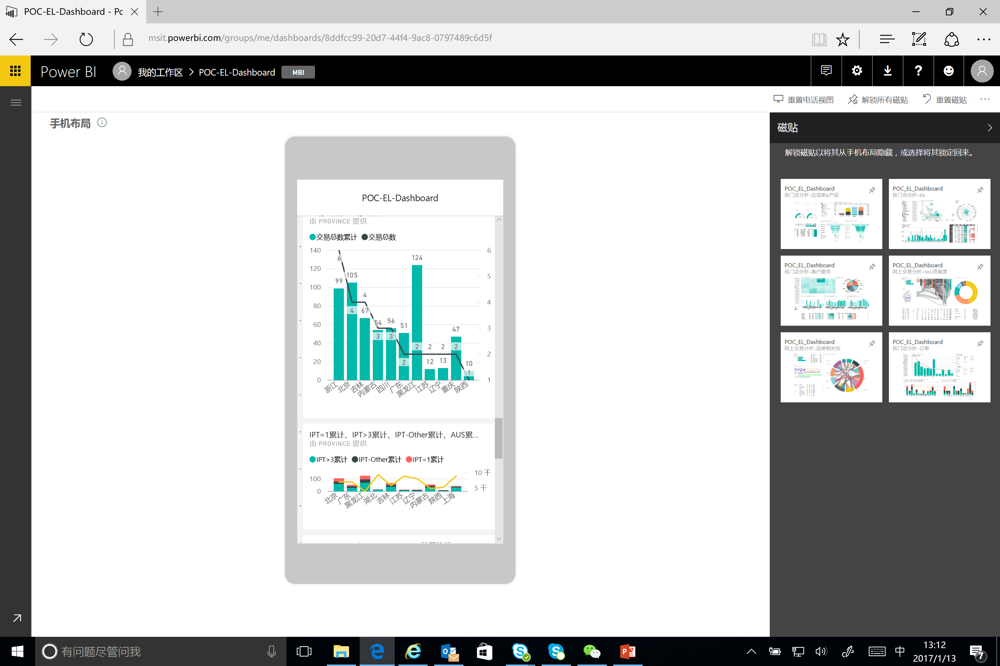 POC-EL-Dashboard - Pc
msit.powerbi.com/groups/me/dashboards/8ddfcc99-20d7-44f4-9ac8-0797489c6d5f
Power BI 我的工作区 POC-EL-Dashboard MBI
重置电话视图 解锁所有磁贴 重置磁贴
手机布局
磁贴
解锁磁贴以将其从手机布局隐藏，或选择将其锁定回来。
POC-EL-Dashboard
由 PROVINCE 提供
交易总数累计 交易总数
140 120 100 80 60 40 20 0
6 5 4 3 2 1
99 105 67 54 56 51 124 12 13 47 10
6 4 4 3 3 2 2 2 2 2 1
浙江 北京 吉林 内蒙古 四川 广东 黑龙江 江苏 辽宁 重庆 陕西
IPT=1累计、IPT>3累计、IPT-Other累计、AUS累...
由 PROVINCE 提供
IPT>3累计 IPT-Other累计 IPT=1累计
100 0
10 千
5 千
北京 广东 黑龙江 湖北 吉林 江苏 辽宁 内蒙古 陕西 上海
POC_EL_Dashboard
各门店分析-达成率&产品
POC_EL_Dashboard
各门店分析-BA
POC_EL_Dashboard
各门店分析-客户服务
POC_EL_Dashboard
网上交易分析-SKU贡献度
522
POC_EL_Dashboard
网上交易分析-品类相关性
Single
POC_EL_Dashboard
各门店分析-订单
有问题尽管问我
中
13:12
2017/1/13
7